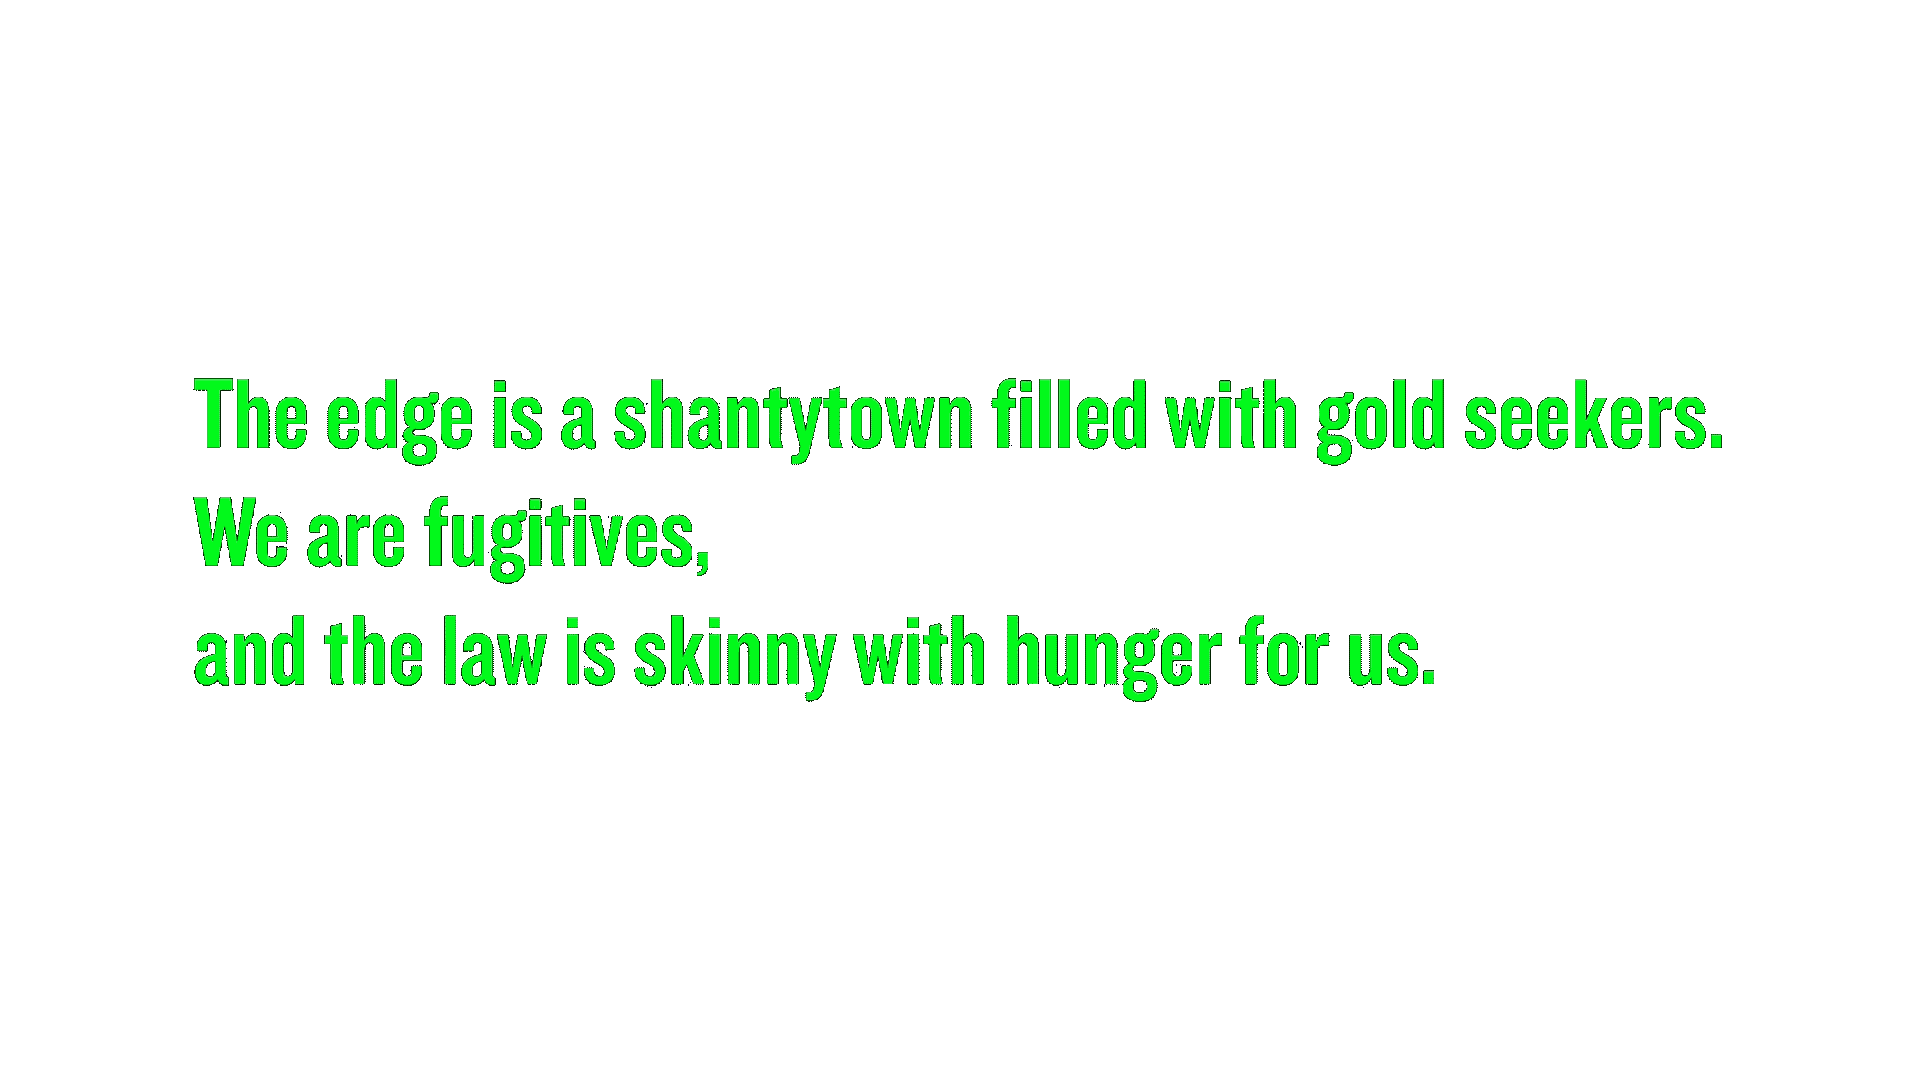 The edge is a shantytown filled with gold seekers.
We are fugitives,
and the law is skinny with hunger for us.